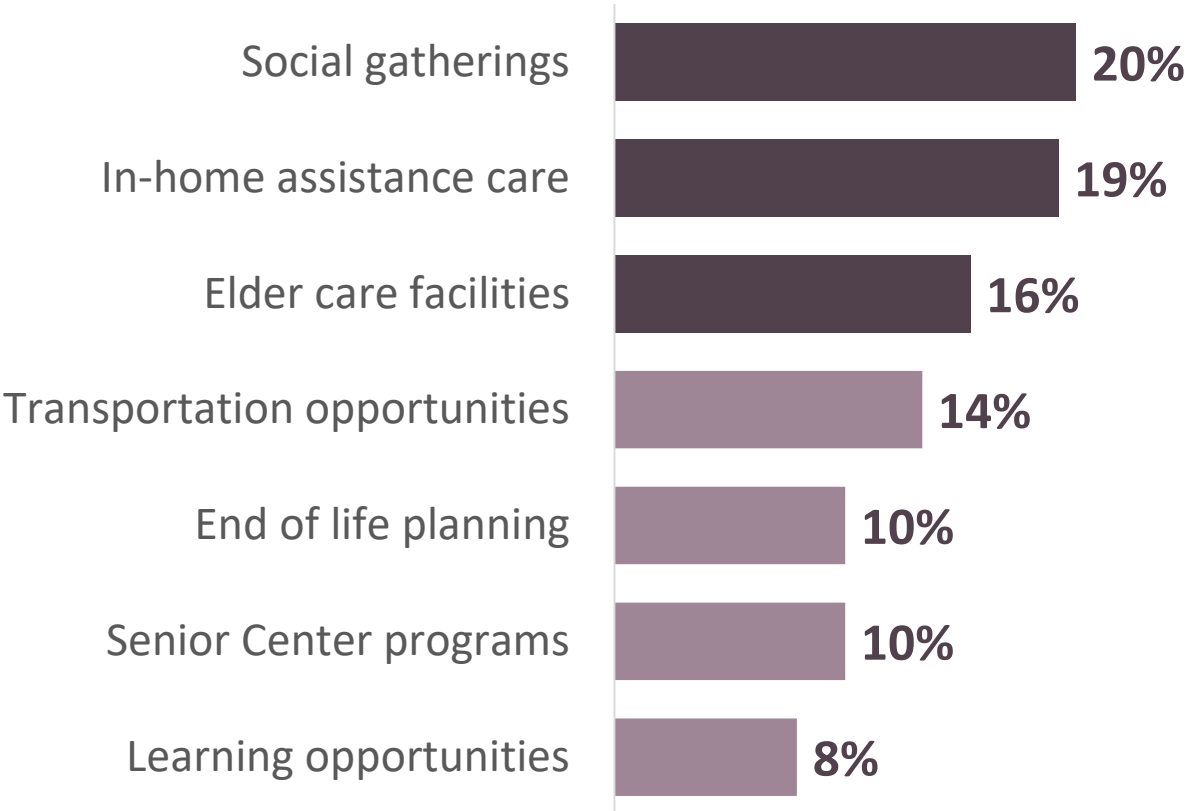 Social gatherings 20%
In-home assistance care 19%
Elder care facilities 16%
Transportation opportunities 14%
End of life planning 10%
Senior Center programs 10%
Learning opportunities 8%